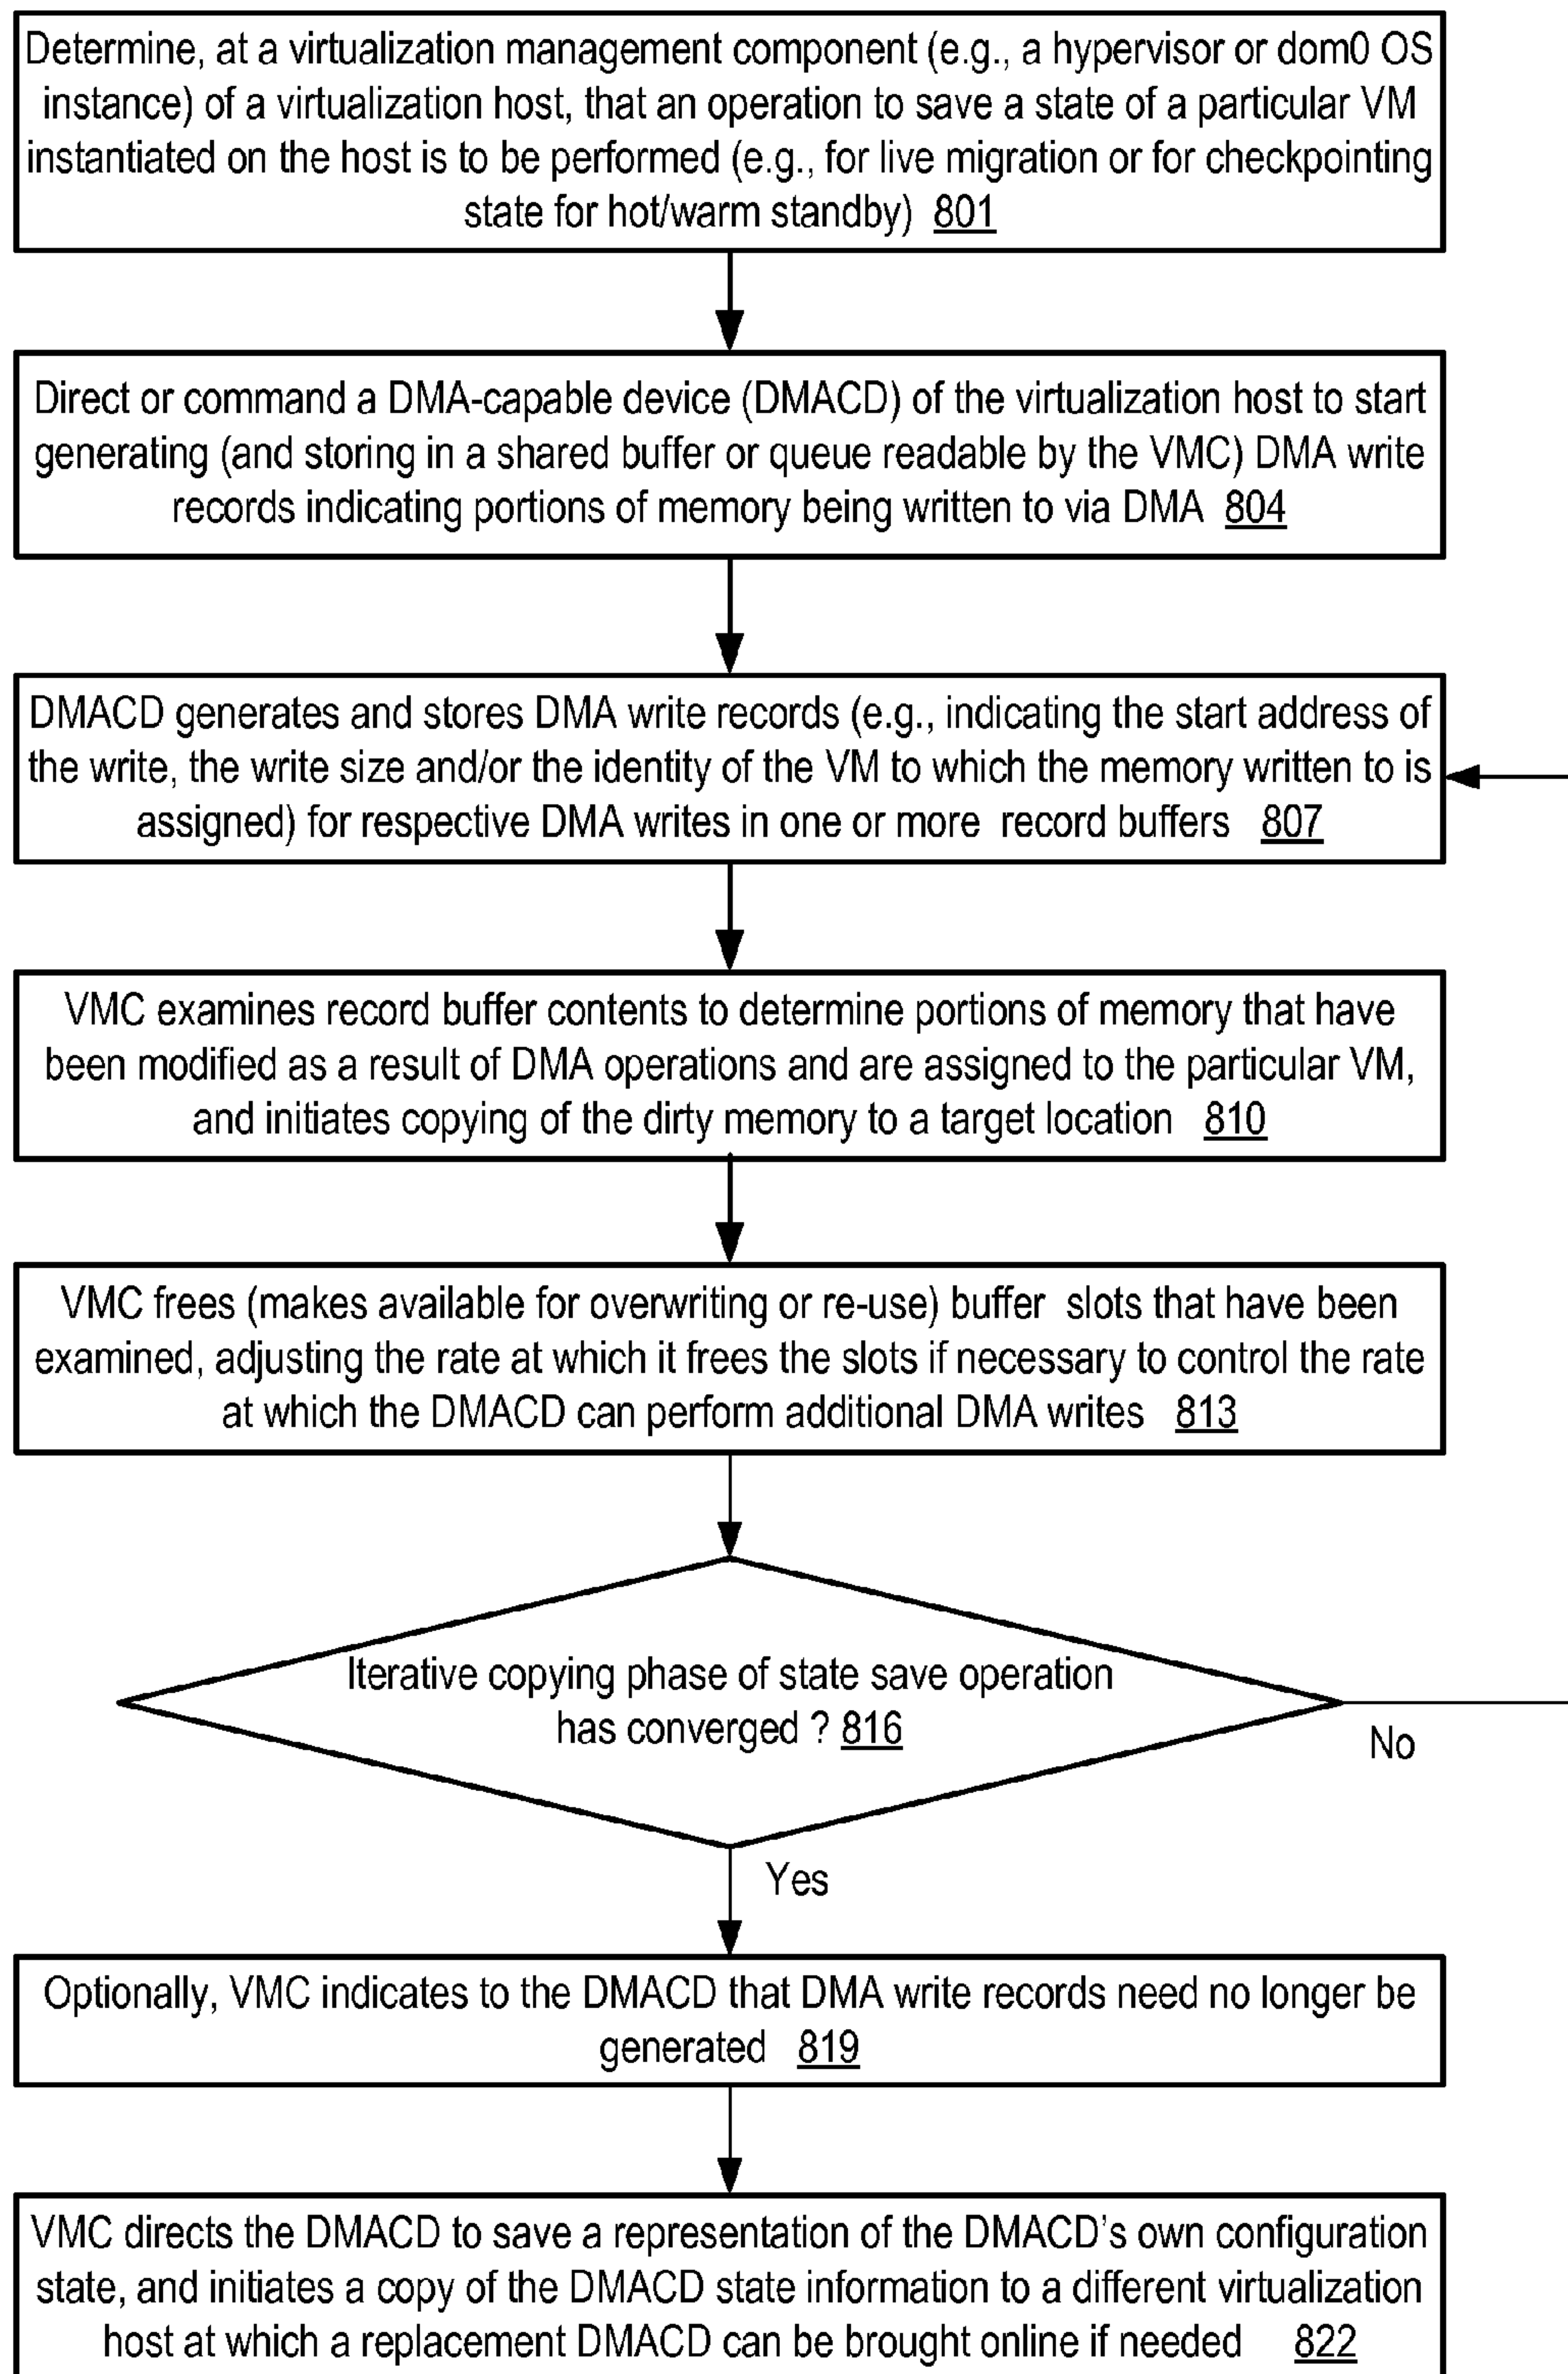 Determine, at a virtualization management component (e.g., a hypervisor or dom0 OS
instance) of a virtualization host, that an operation to save a state of a particular VM
instantiated on the host is to be performed (e.g., for live migration or for checkpointing
state for hot/warm standby) 801
Direct or command a DMA-capable device (DMACD) of the virtualization host to start
generating (and storing in a shared buffer or queue readable by the VMC) DMA write
records indicating portions of memory being written to via DMA 804
DMACD generates and stores DMA write records (e.g., indicating the start address of
the write, the write size and/or the identity of the VM to which the memory written to is
assigned) for respective DMA writes in one or more record buffers 807
VMC examines record buffer contents to determine portions of memory that have
been modified as a result of DMA operations and are assigned to the particular VM,
and initiates copying of the dirty memory to a target location 810
VMC frees (makes available for overwriting or re-use) buffer slots that have been
examined, adjusting the rate at which it frees the slots if necessary to control the rate
at which the DMACD can perform additional DMA writes 813
Iterative copying phase of state save operation
has converged ? 816
No
Yes
Optionally, VMC indicates to the DMACD that DMA write records need no longer be
generated 819
VMC directs the DMACD to save a representation of the DMACD's own configuration
state, and initiates a copy of the DMACD state information to a different virtualization
host at which a replacement DMACD can be brought online if needed 822